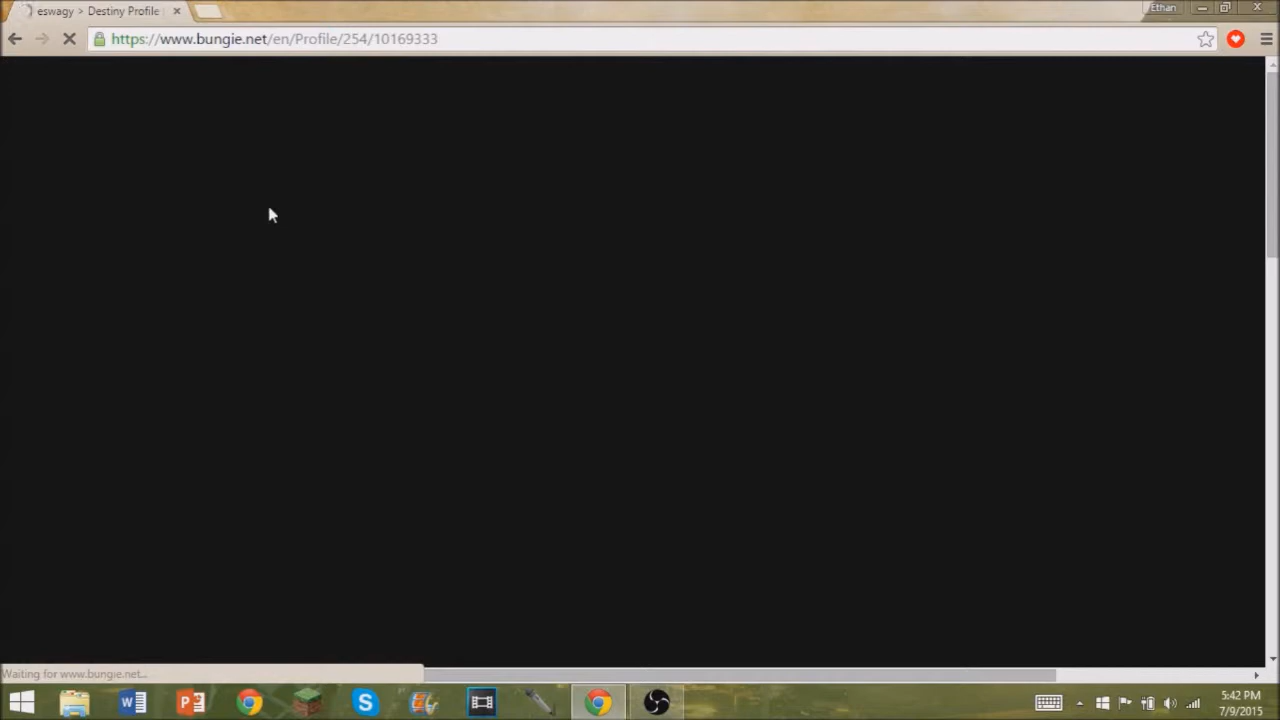 eswagy > Destiny Profile
Ethan
https://www.bungie.net/en/Profile/254/10169333
Waiting for www.bungie.net...
5:42 PM
7/9/2015